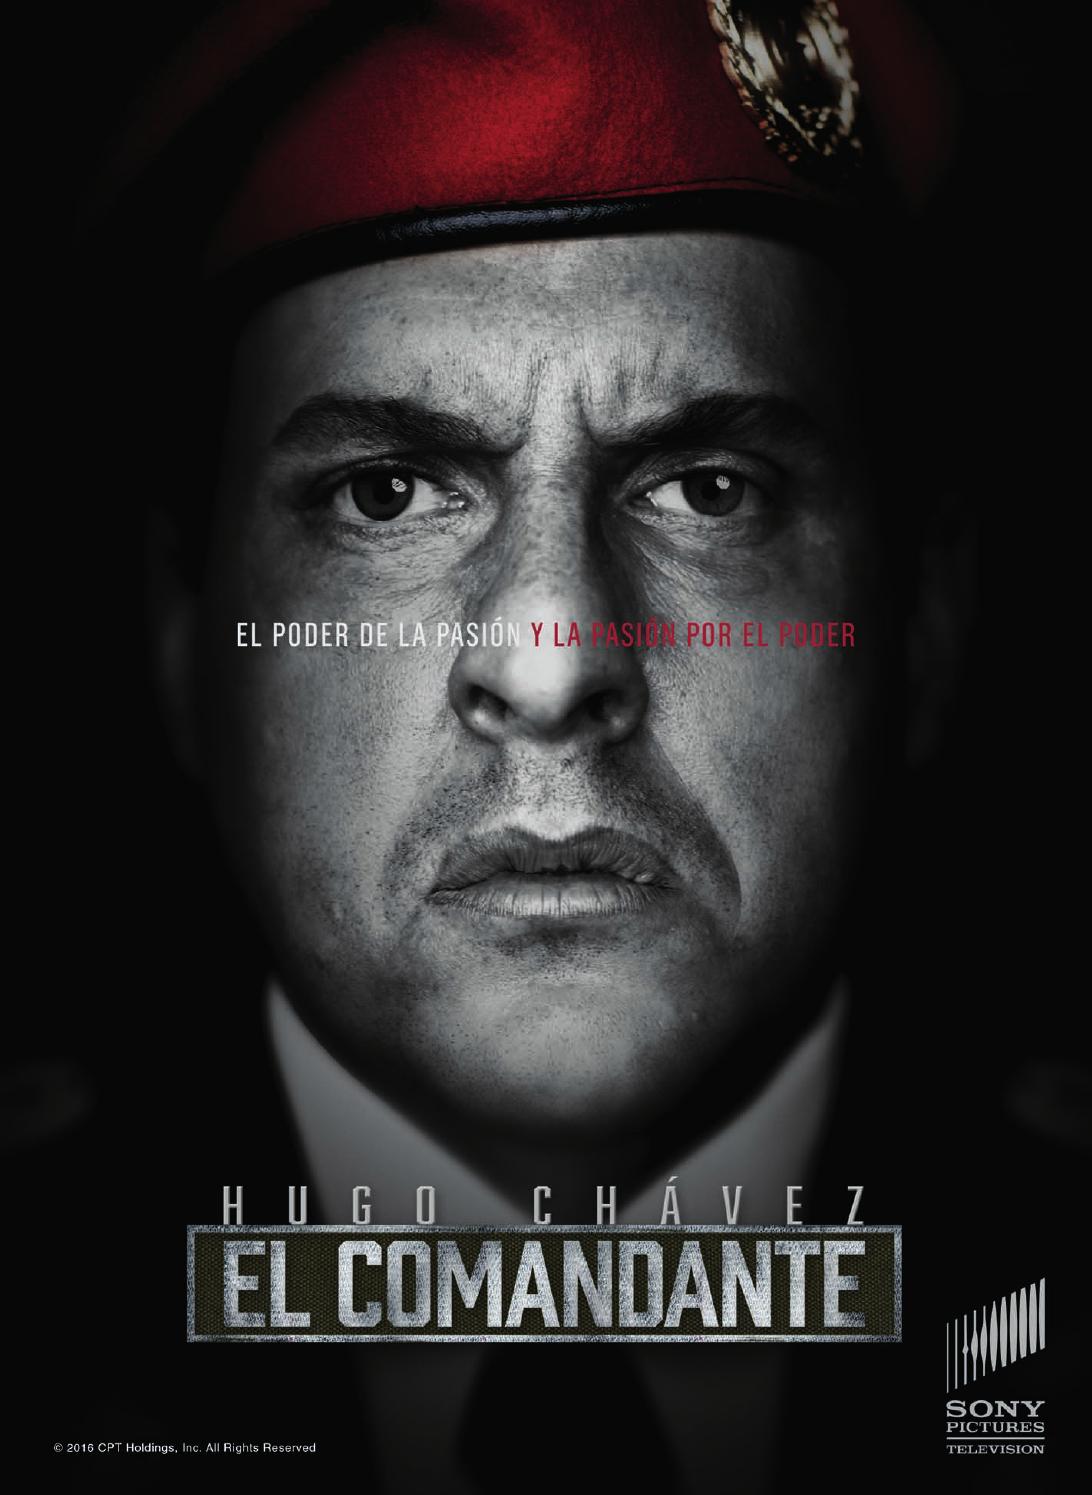 EL PODER DE LA PASIÓN Y LA PASIÓN POR EL PODER
HUGO CHÁVEZ
EL COMANDANTE
SONY
PICTURES
TELEVISION
© 2016 CPT Holdings, Inc. All Rights Reserved